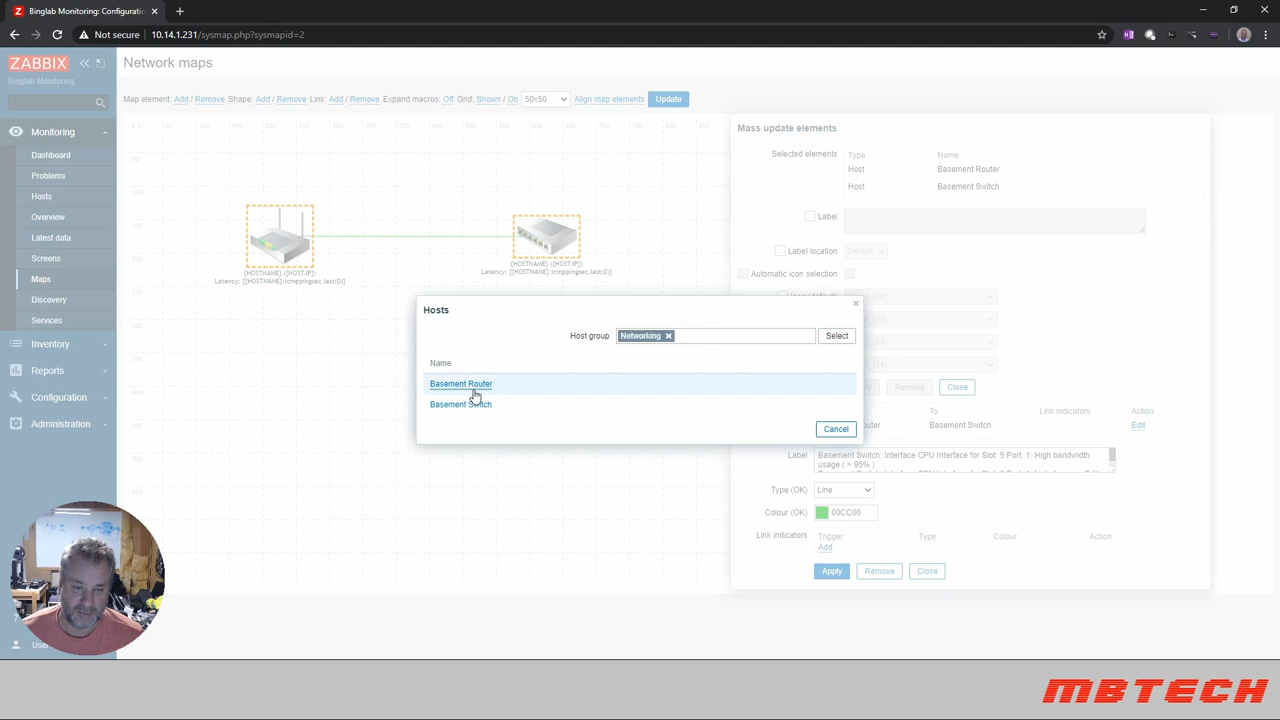 Binglab Monitoring: Configuratio
Not secure 10.14.1.231/sysmap.php?sysmapid=2
ZABBIX
Binglab Monitoring
Monitoring
Dashboard
Problems
Hosts
Overview
Latest data
Screens
Maps
Discovery
Services
Inventory
Reports
Configuration
Administration
Network maps
Map element: Add / Remove Shape: Add / Remove Link: Add / Remove Expand macros: Off Grid: Shown / On 50x50 Align map elements Update
{HOSTNAME} ({HOST.IP})
{HOSTNAME} ({HOST.IP})
Mass update elements
Selected elements
Type Name
Host Basement Router
Host Basement Switch
Label
Label location Default
Automatic icon selection
Hosts
Host group Networking Select
Name
Basement Router
Basement Switch
Cancel
Remove Close
To Link indicators Action
Basement Switch Edit
Label Basement Switch: Interface CPU Interface for Slot: 5 Port: 1: High bandwidth
usage ( > 95% )
Type (OK) Line
Colour (OK) 00CC00
Link indicators Trigger Type Colour Action
Add
Apply Remove Close
MBTECH